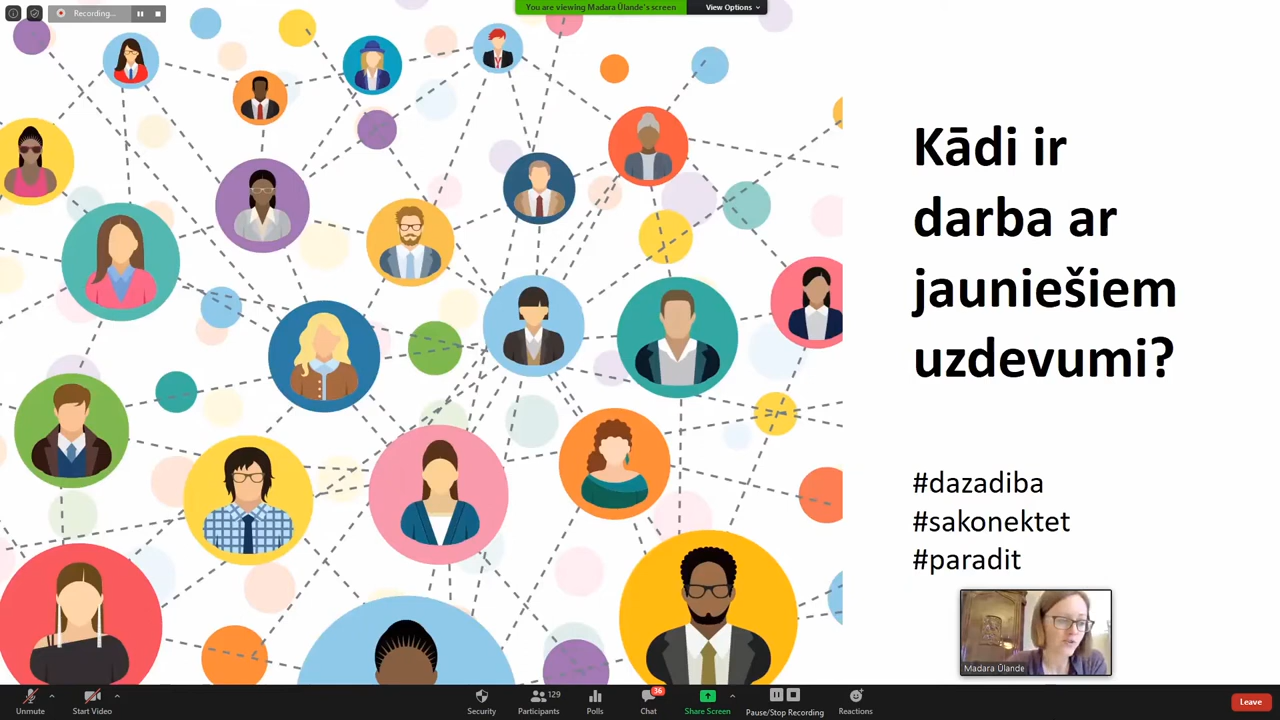 Recording...
You are viewing Madara Ūlande's screen
View Options
Kādi ir
darba ar
jauniešiem
uzdevumi?
#dazadiba
#sakonektet
#paradit
Madara Ūlande
Unmute
Start Video
Security
Participants
129
Polls
Chat
36
Share Screen
Pause/Stop Recording
Reactions
Leave